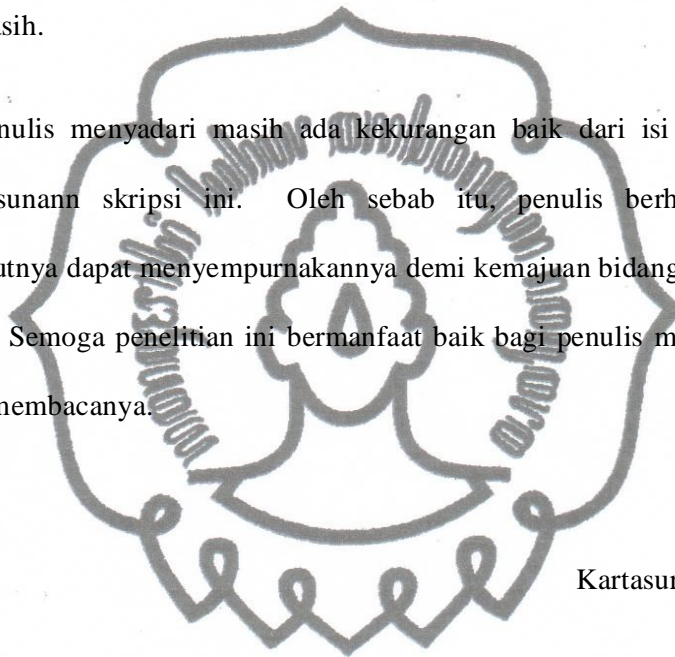 asih.
nulis menyadari masih ada kekurangan baik dari isi
sunann skripsi ini. Oleh sebab itu, penulis berh
utnya dapat menyempurnakannya demi kemajuan bidang
Semoga penelitian ini bermanfaat baik bagi penulis m
membacanya.
Kartasur